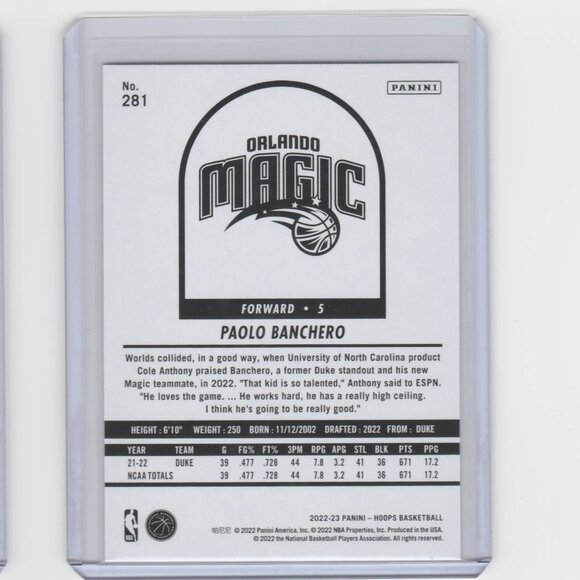 No.
281
PANINI
ORLANDO
MAGIC
FORWARD • 5
PAOLO BANCHERO
Worlds collided, in a good way, when University of North Carolina product
Cole Anthony praised Banchero, a former Duke standout and his new
Magic teammate, in 2022. "That kid is so talented," Anthony said to ESPN.
"He loves the game. ... He works hard, he has a really high ceiling.
I think he's going to be really good."
HEIGHT: 6'10" WEIGHT: 250 BORN: 11/12/2002 DRAFTED: 2022 FROM: DUKE
YEAR TEAM G FG% FT% 3PM RPG APG STL BLK PTS PPG
21-22 DUKE 39 .477 .728 44 7.8 3.2 41 36 671 17.2
NCAA TOTALS 39 .477 .728 44 7.8 3.2 41 36 671 17.2
2022-23 PANINI – HOOPS BASKETBALL
帕尼尼 © 2022 Panini America, Inc. © 2022 NBA Properties, Inc. Produced in the USA.
© 2022 the National Basketball Players Association. All rights reserved.